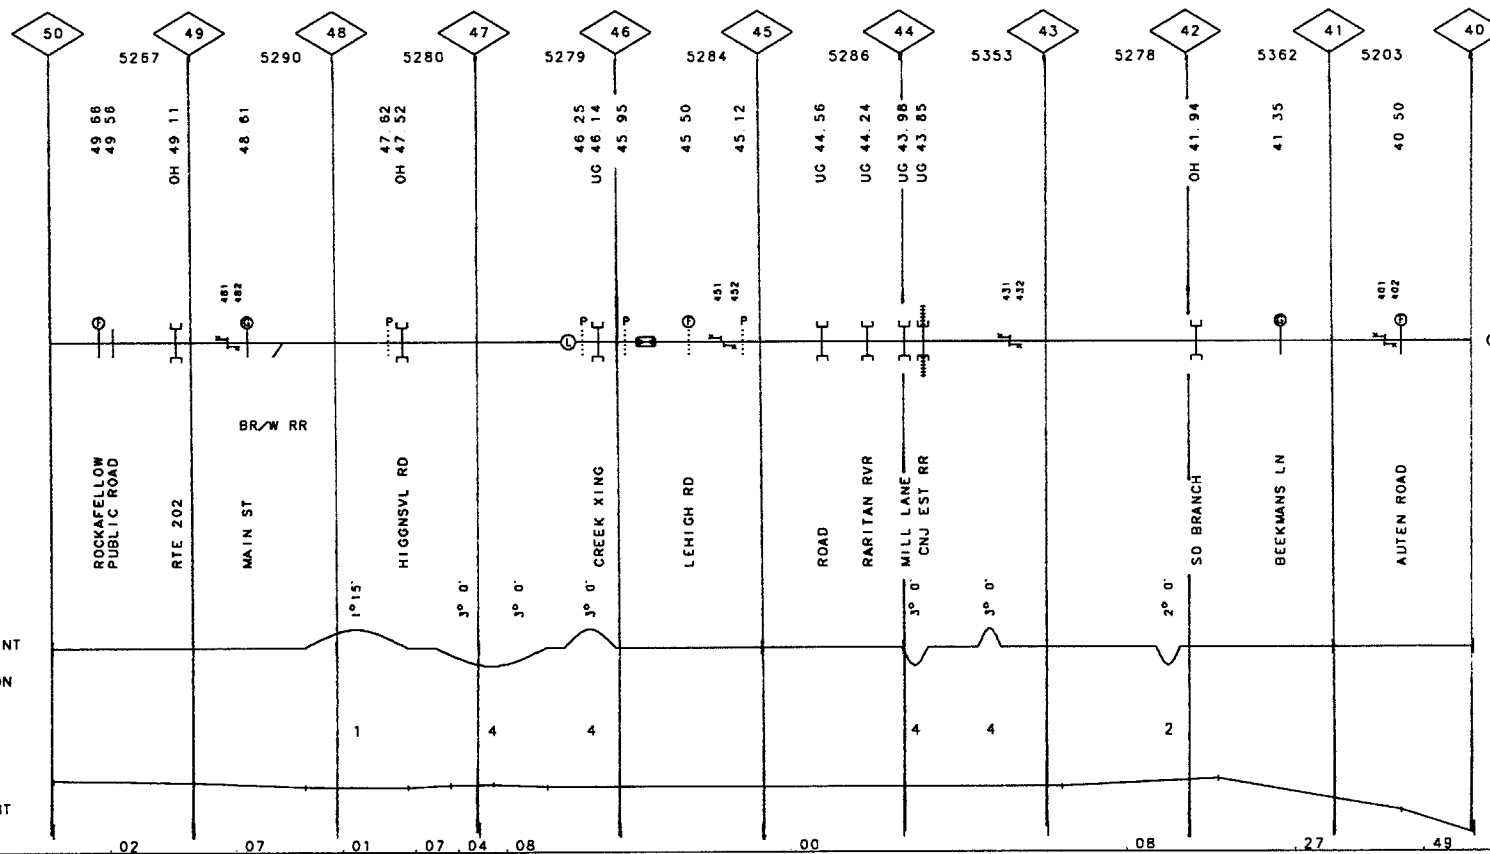 50 49 48 47 46 45 44 43 42 41 40
5267 5290 5280 5279 5284 5286 5353 5278 5362 5203
49 66
49 56
OH 49 11
48.61
47.62
OH 47 52
46.25
UG 46.14
45 95
45 50
45.12
UG 44 56
UG 44.24
UG 43.98
UG 43.85
OH 41.94
41 35
40 50
481
482
451
452
431
432
401
402
P P P P
L
BR/W RR
ROCKAFELLOW
PUBLIC ROAD
RTE 202
MAIN ST
HIGGNSVL RD
CREEK XING
LEHIGH RD
ROAD
RARITAN RVR
MILL LANE
CNJ EST RR
SO BRANCH
BEEKMANS LN
AUTEN ROAD
1° 15'
3° 0'
3° 0'
3° 0'
3° 0'
3° 0'
2° 0'
NT
ON
1 4 4 4 4 2
.02 .07 .01 .07 .04 .08 00 .08 .27 .49